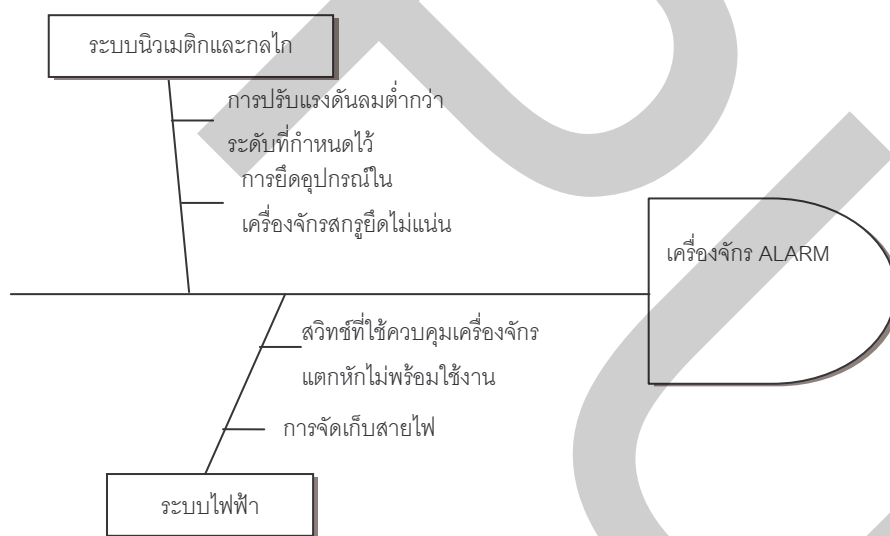 ระบบนิวเมติกและกลไก
การปรับแรงดันลมต่ำกว่า
ระดับที่กำหนดไว้
การยึดอุปกรณ์ใน
เครื่องจักรสกรูยึดไม่แน่น
เครื่องจักร ALARM
สวิทช์ที่ใช้ควบคุมเครื่องจักร
แตกหักไม่พร้อมใช้งาน
การจัดเก็บสายไฟ
ระบบไฟฟ้า